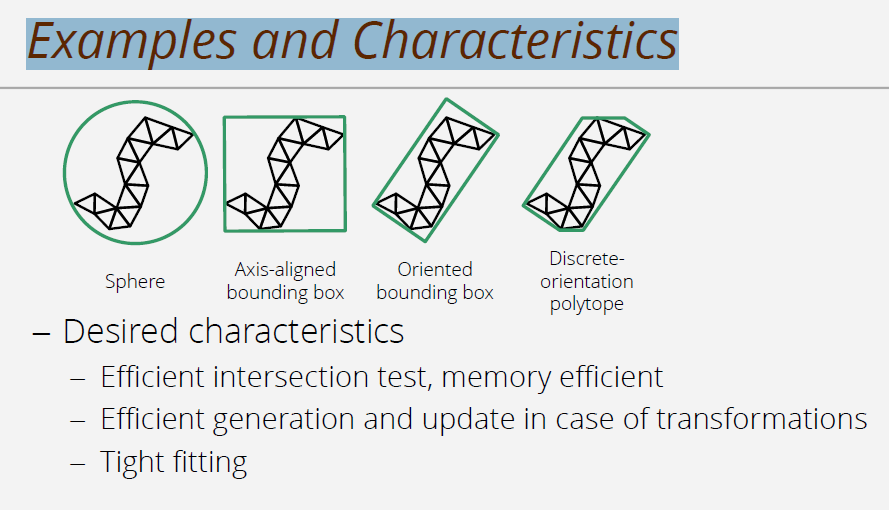 Examples and Characteristics
Sphere
Axis-aligned
bounding box
Oriented
bounding box
Discrete-
orientation
polytope
– Desired characteristics
– Efficient intersection test, memory efficient
– Efficient generation and update in case of transformations
– Tight fitting